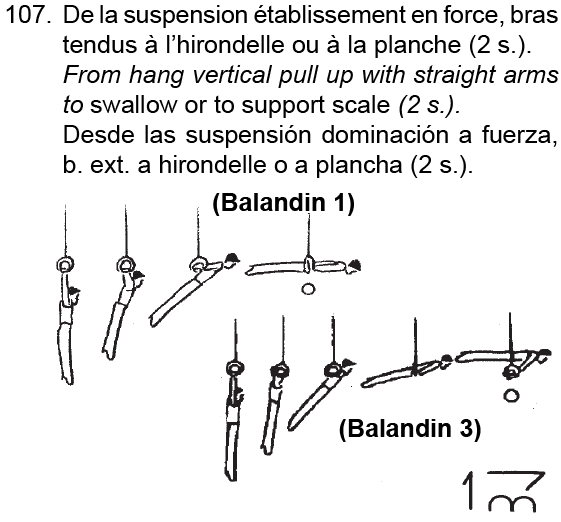 107. De la suspension établissement en force, bras
tendus à l’hirondelle ou à la planche (2 s.).
From hang vertical pull up with straight arms
to swallow or to support scale (2 s.).
Desde las suspensión dominación a fuerza,
b. ext. a hirondelle o a plancha (2 s.).
(Balandin 1)
(Balandin 3)
1